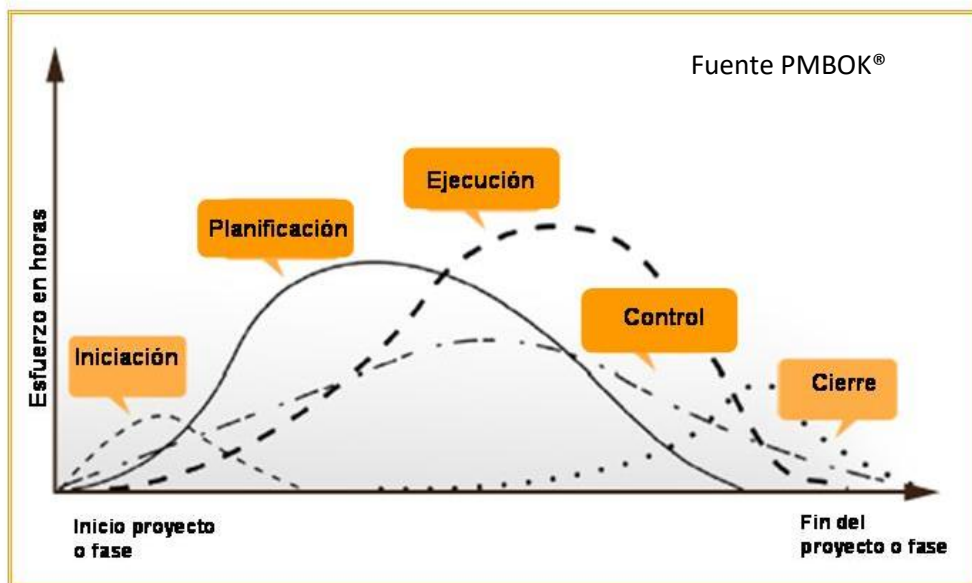 Fuente PMBOK®
Ejecución
Planificación
Control
Iniciación
Cierre
Esfuerzo en horas
Inicio proyecto
o fase
Fin del
proyecto o fase